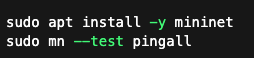 sudo apt install -y mininet
sudo mn --test pingall